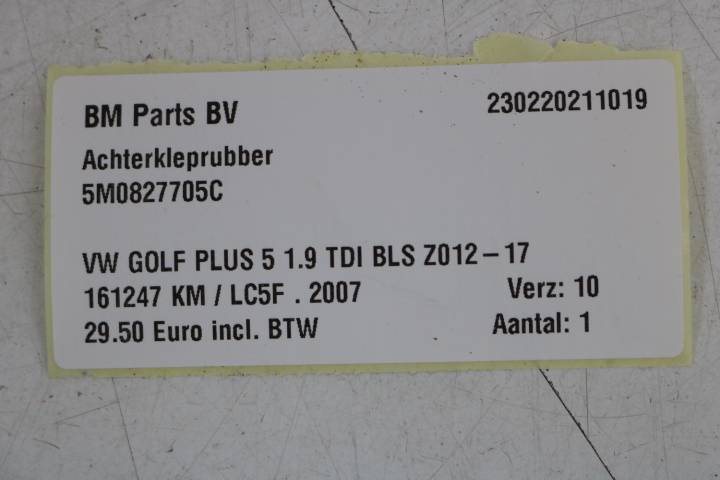 BM Parts BV 230220211019
Achterkleprubber
5M0827705C
VW GOLF PLUS 5 1.9 TDI BLS Z012-17
161247 KM / LC5F . 2007 Verz: 10
29.50 Euro incl. BTW Aantal: 1